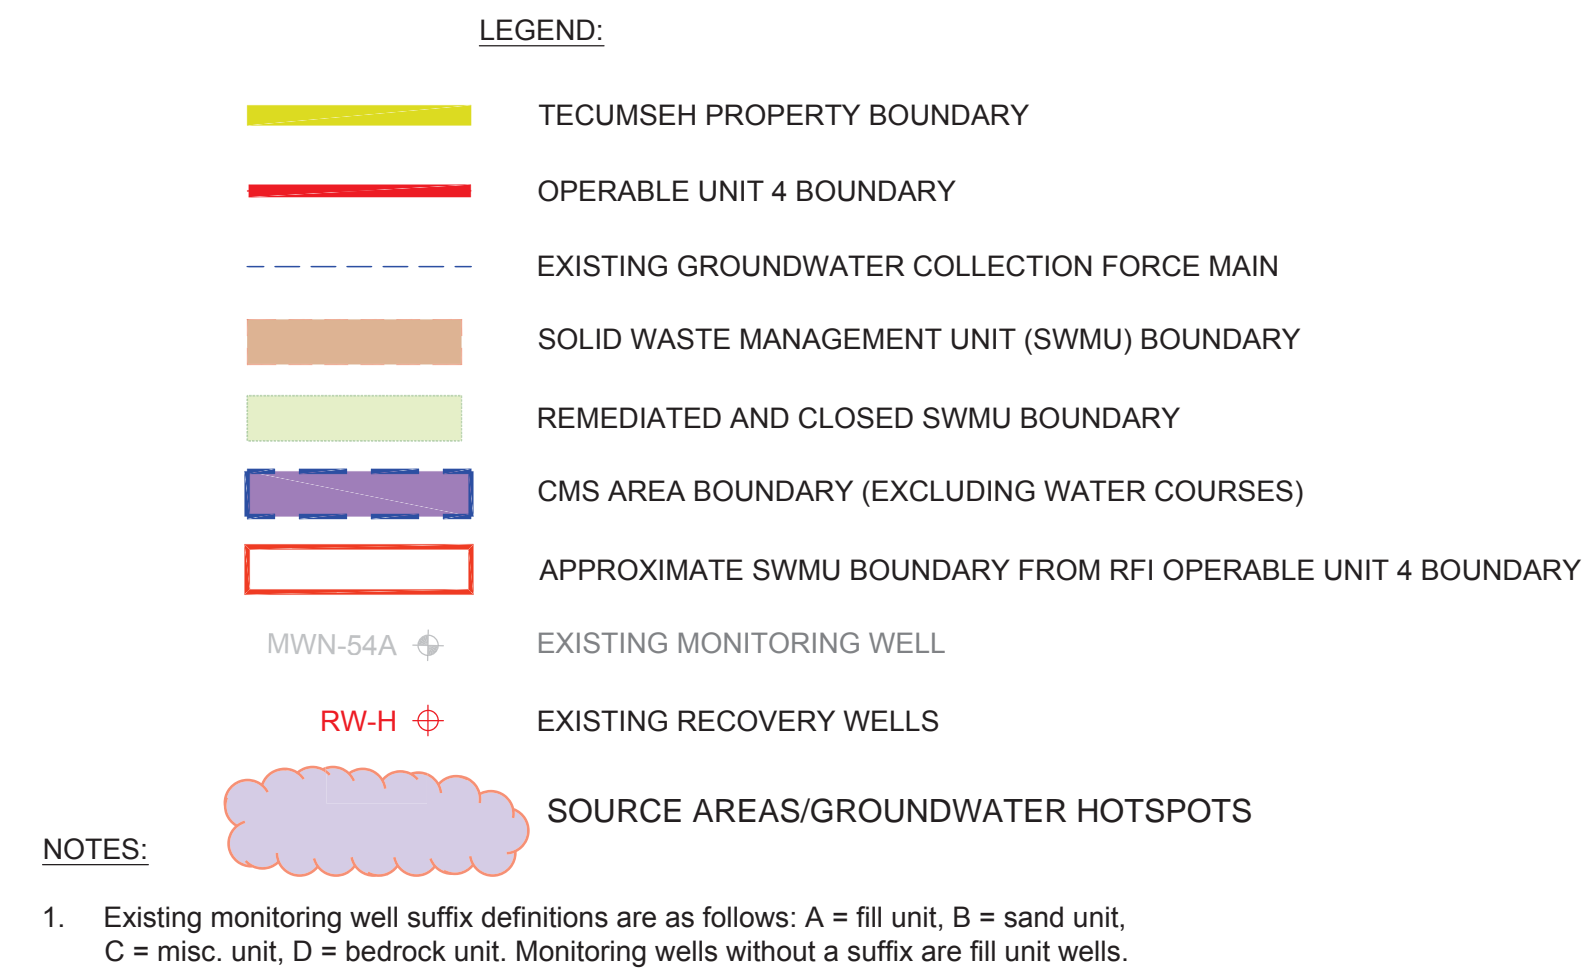 LEGEND:
TECUMSEH PROPERTY BOUNDARY
OPERABLE UNIT 4 BOUNDARY
EXISTING GROUNDWATER COLLECTION FORCE MAIN
SOLID WASTE MANAGEMENT UNIT (SWMU) BOUNDARY
REMEDIATED AND CLOSED SWMU BOUNDARY
CMS AREA BOUNDARY (EXCLUDING WATER COURSES)
APPROXIMATE SWMU BOUNDARY FROM RFI OPERABLE UNIT 4 BOUNDARY
MWN-54A EXISTING MONITORING WELL
RW-H EXISTING RECOVERY WELLS
SOURCE AREAS/GROUNDWATER HOTSPOTS
NOTES:
1. Existing monitoring well suffix definitions are as follows: A = fill unit, B = sand unit,
C = misc. unit, D = bedrock unit. Monitoring wells without a suffix are fill unit wells.